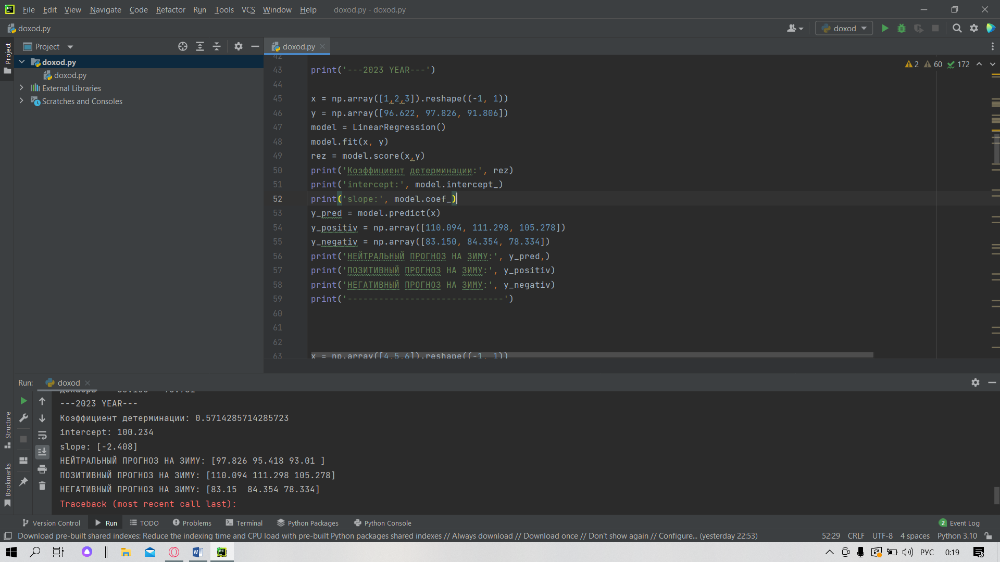 File Edit View Navigate Code Refactor Run Tools VCS Window Help doxod.py - doxod.py
doxod.py
doxod
Project
doxod.py
doxod.py
doxod.py
External Libraries
Scratches and Consoles
Project
Structure
Bookmarks
2 60 172
42
43 print('---2023 YEAR---')
44
45 x = np.array([1,2,3]).reshape((-1, 1))
46 y = np.array([96.622, 97.826, 91.806])
47 model = LinearRegression()
48 model.fit(x, y)
49 rez = model.score(x,y)
50 print('Коэффициент детерминации:', rez)
51 print('intercept:', model.intercept_)
52 print('slope:', model.coef_)
53 y_pred = model.predict(x)
54 y_positiv = np.array([110.094, 111.298, 105.278])
55 y_negativ = np.array([83.150, 84.354, 78.334])
56 print('НЕЙТРАЛЬНЫЙ ПРОГНОЗ НА ЗИМУ:', y_pred,)
57 print('ПОЗИТИВНЫЙ ПРОГНОЗ НА ЗИМУ:', y_positiv)
58 print('НЕГАТИВНЫЙ ПРОГНОЗ НА ЗИМУ:', y_negativ)
59 print('------------------------------')
60
61
62
63 x = np.array([4,5,6]).reshape((-1, 1))
Run: doxod
---2023 YEAR---
Коэффициент детерминации: 0.5714285714285723
intercept: 100.234
slope: [-2.408]
НЕЙТРАЛЬНЫЙ ПРОГНОЗ НА ЗИМУ: [97.826 95.418 93.01 ]
ПОЗИТИВНЫЙ ПРОГНОЗ НА ЗИМУ: [110.094 111.298 105.278]
НЕГАТИВНЫЙ ПРОГНОЗ НА ЗИМУ: [83.15  84.354 78.334]
Traceback (most recent call last):
Version Control Run TODO Problems Terminal Python Packages Python Console 2 Event Log
Download pre-built shared indexes: Reduce the indexing time and CPU load with pre-built Python packages shared indexes // Always download // Download once // Don't show again // Configure... (yesterday 22:53) 52:29 CRLF UTF-8 4 spaces Python 3.10
РУС 0:19